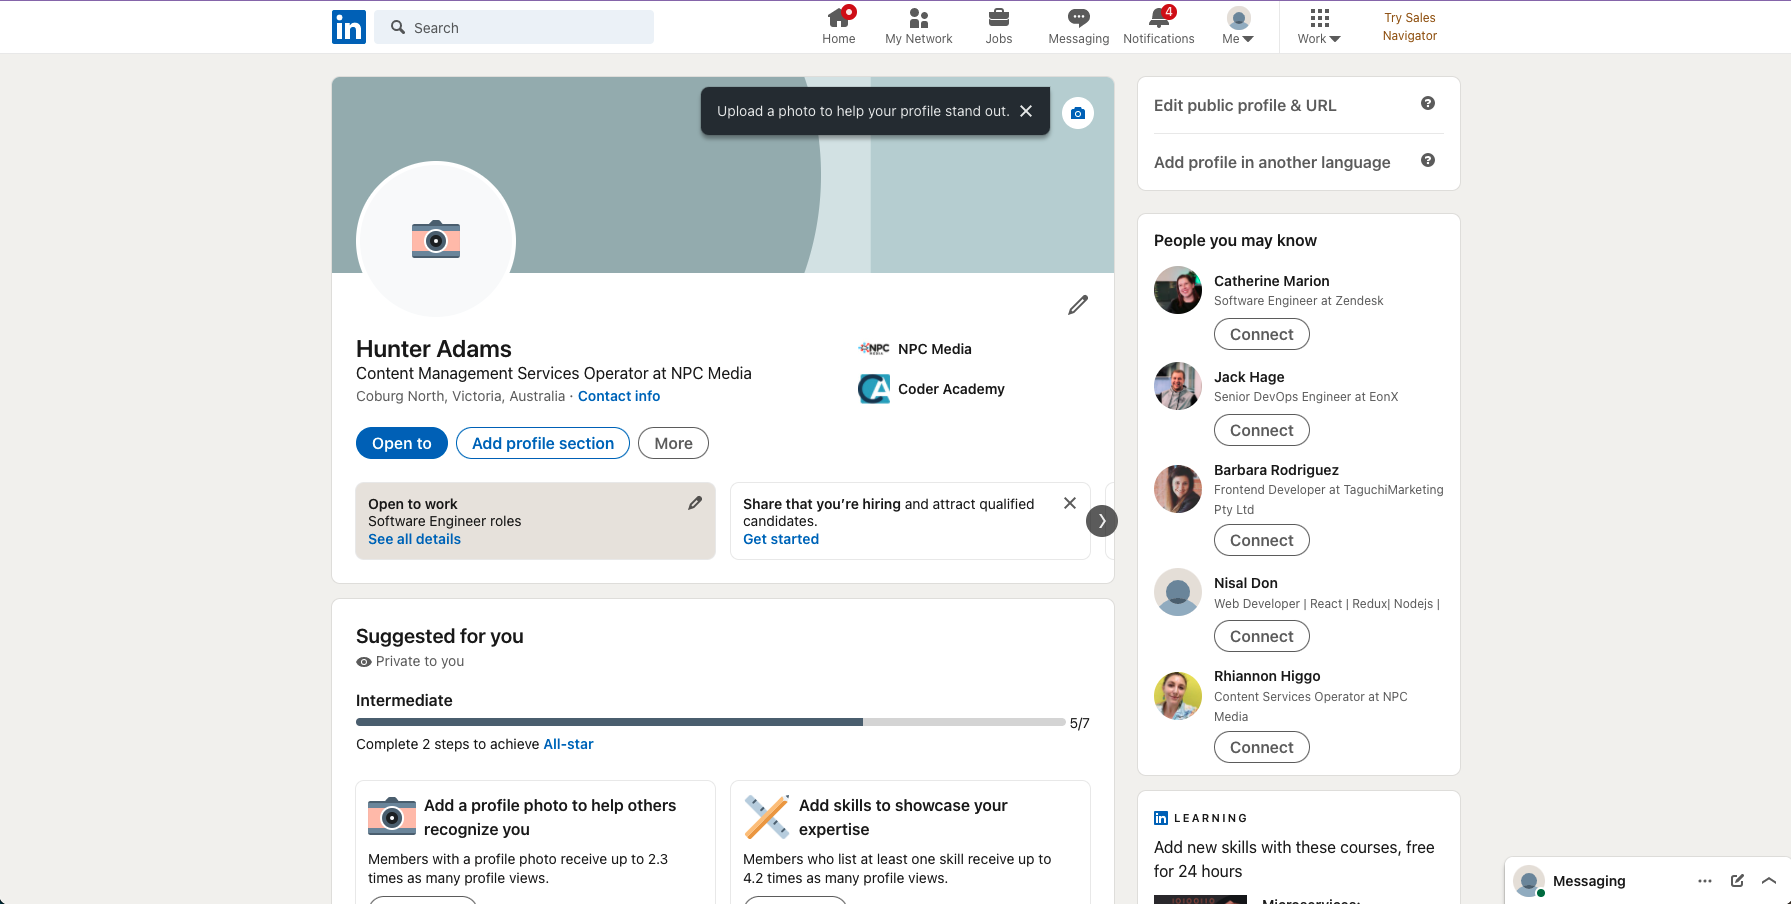 in
Search
Home
My Network
Jobs
Messaging
4
Notifications
Me
Work
Try Sales
Navigator
Upload a photo to help your profile stand out.
Hunter Adams
Content Management Services Operator at NPC Media
Coburg North, Victoria, Australia · Contact info
NPC
MEDIA
NPC Media
CA
Coder Academy
Open to
Add profile section
More
Open to work
Software Engineer roles
See all details
Share that you're hiring and attract qualified
candidates.
Get started
Suggested for you
Private to you
Intermediate
5/7
Complete 2 steps to achieve All-star
Add a profile photo to help others
recognize you
Members with a profile photo receive up to 2.3
times as many profile views.
Add skills to showcase your
expertise
Members who list at least one skill receive up to
4.2 times as many profile views.
Edit public profile & URL
?
Add profile in another language
?
People you may know
Catherine Marion
Software Engineer at Zendesk
Connect
Jack Hage
Senior DevOps Engineer at EonX
Connect
Barbara Rodriguez
Frontend Developer at TaguchiMarketing
Pty Ltd
Connect
Nisal Don
Web Developer | React | Redux| Nodejs |
Connect
Rhiannon Higgo
Content Services Operator at NPC
Media
Connect
in LEARNING
Add new skills with these courses, free
for 24 hours
Microservices:
Messaging